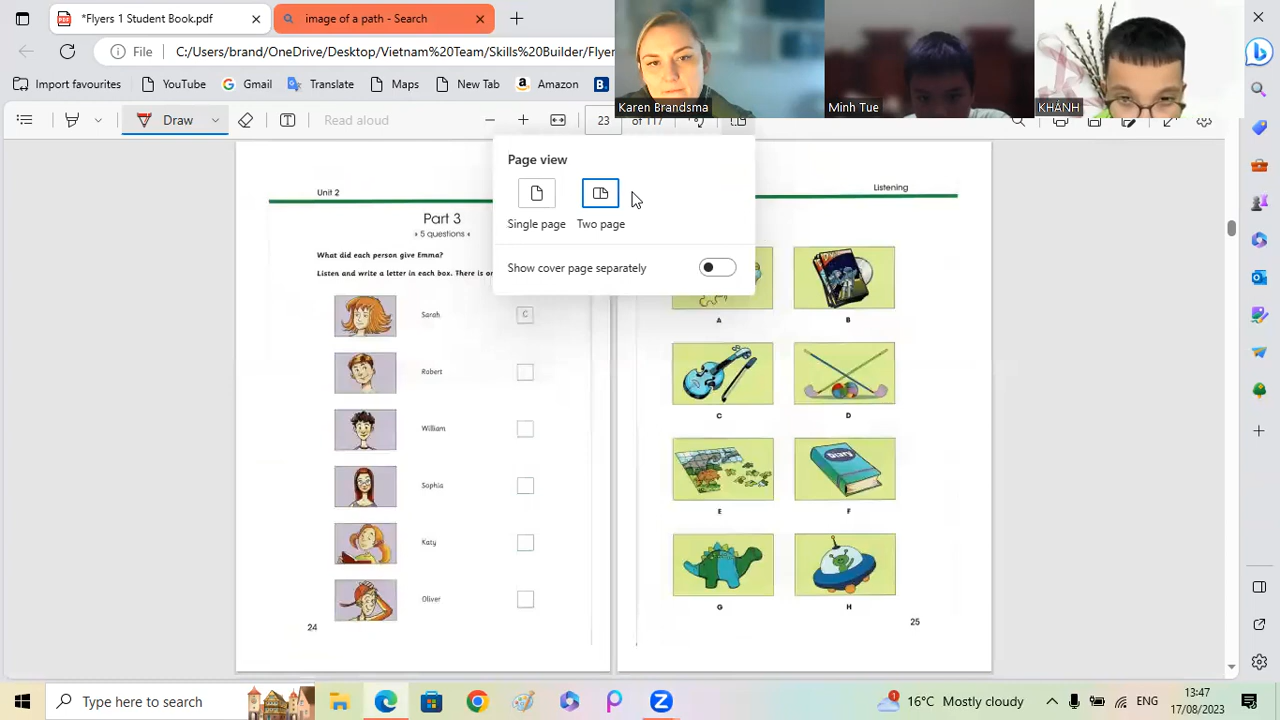 *Flyers 1 Student Book.pdf
image of a path - Search
File
C:/Users/brand/OneDrive/Desktop/Vietnam%20Team/Skills%20Builder/Flyer
Import favourites
YouTube
Gmail
Translate
Maps
News
Amazon
B.
Draw
Read aloud
23
of 117
Karen Brandsma
Minh Tue
KHÁNH
Page view
Single page
Two page
Show cover page separately
Unit 2
Part 3
5 questions
What did each person give Emma?
Listen and write a letter in each box. There is
Sarah
C
Robert
William
Sophia
Katy
Oliver
24
Listening
A
B
C
D
E
DIARY
F
G
H
25
Type here to search
1
16°C Mostly cloudy
ENG
13:47
17/08/2023